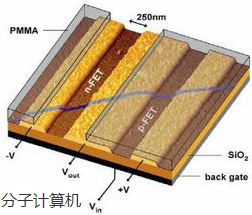 250nm
PMMA
n-FET
p-FET
-V
Vout
Vin
+V
SiO2
back gate
分子计算机